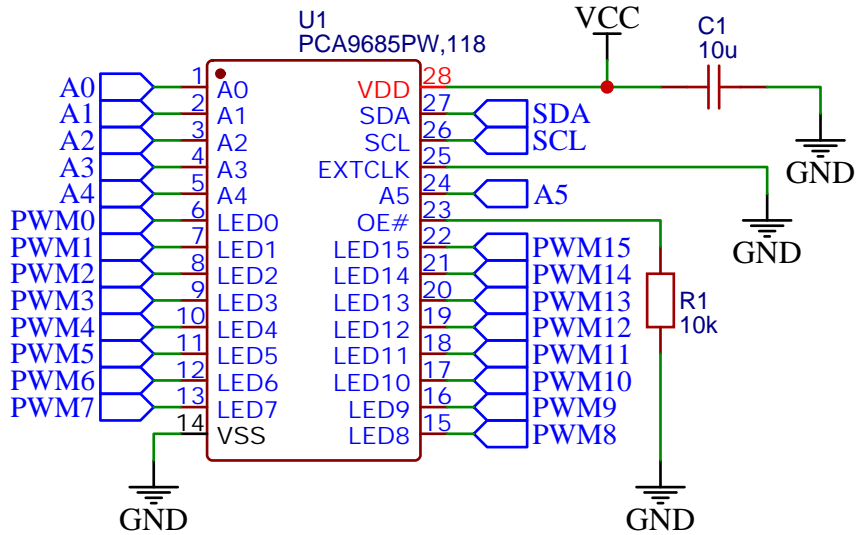 U1
PCA9685PW,118
VCC
C1
10u
A0 1 A0 VDD 28
A1 2 A1 SDA 27 SDA
A2 3 A2 SCL 26 SCL
A3 4 A3 EXTCLK 25
A4 5 A4 A5 24 A5
PWM0 6 LED0 OE# 23
PWM1 7 LED1 LED15 22 PWM15
PWM2 8 LED2 LED14 21 PWM14
PWM3 9 LED3 LED13 20 PWM13
PWM4 10 LED4 LED12 19 PWM12
PWM5 11 LED5 LED11 18 PWM11
PWM6 12 LED6 LED10 17 PWM10
PWM7 13 LED7 LED9 16 PWM9
14 VSS LED8 15 PWM8
GND
GND
R1
10k
GND
GND